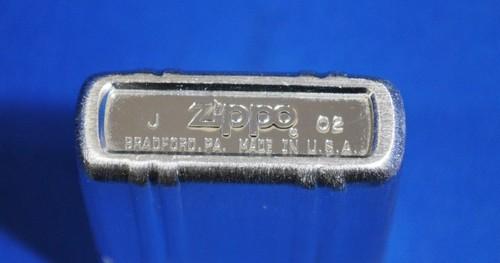 J Zippo® 02
BRADFORD, PA. MADE IN U.S.A.